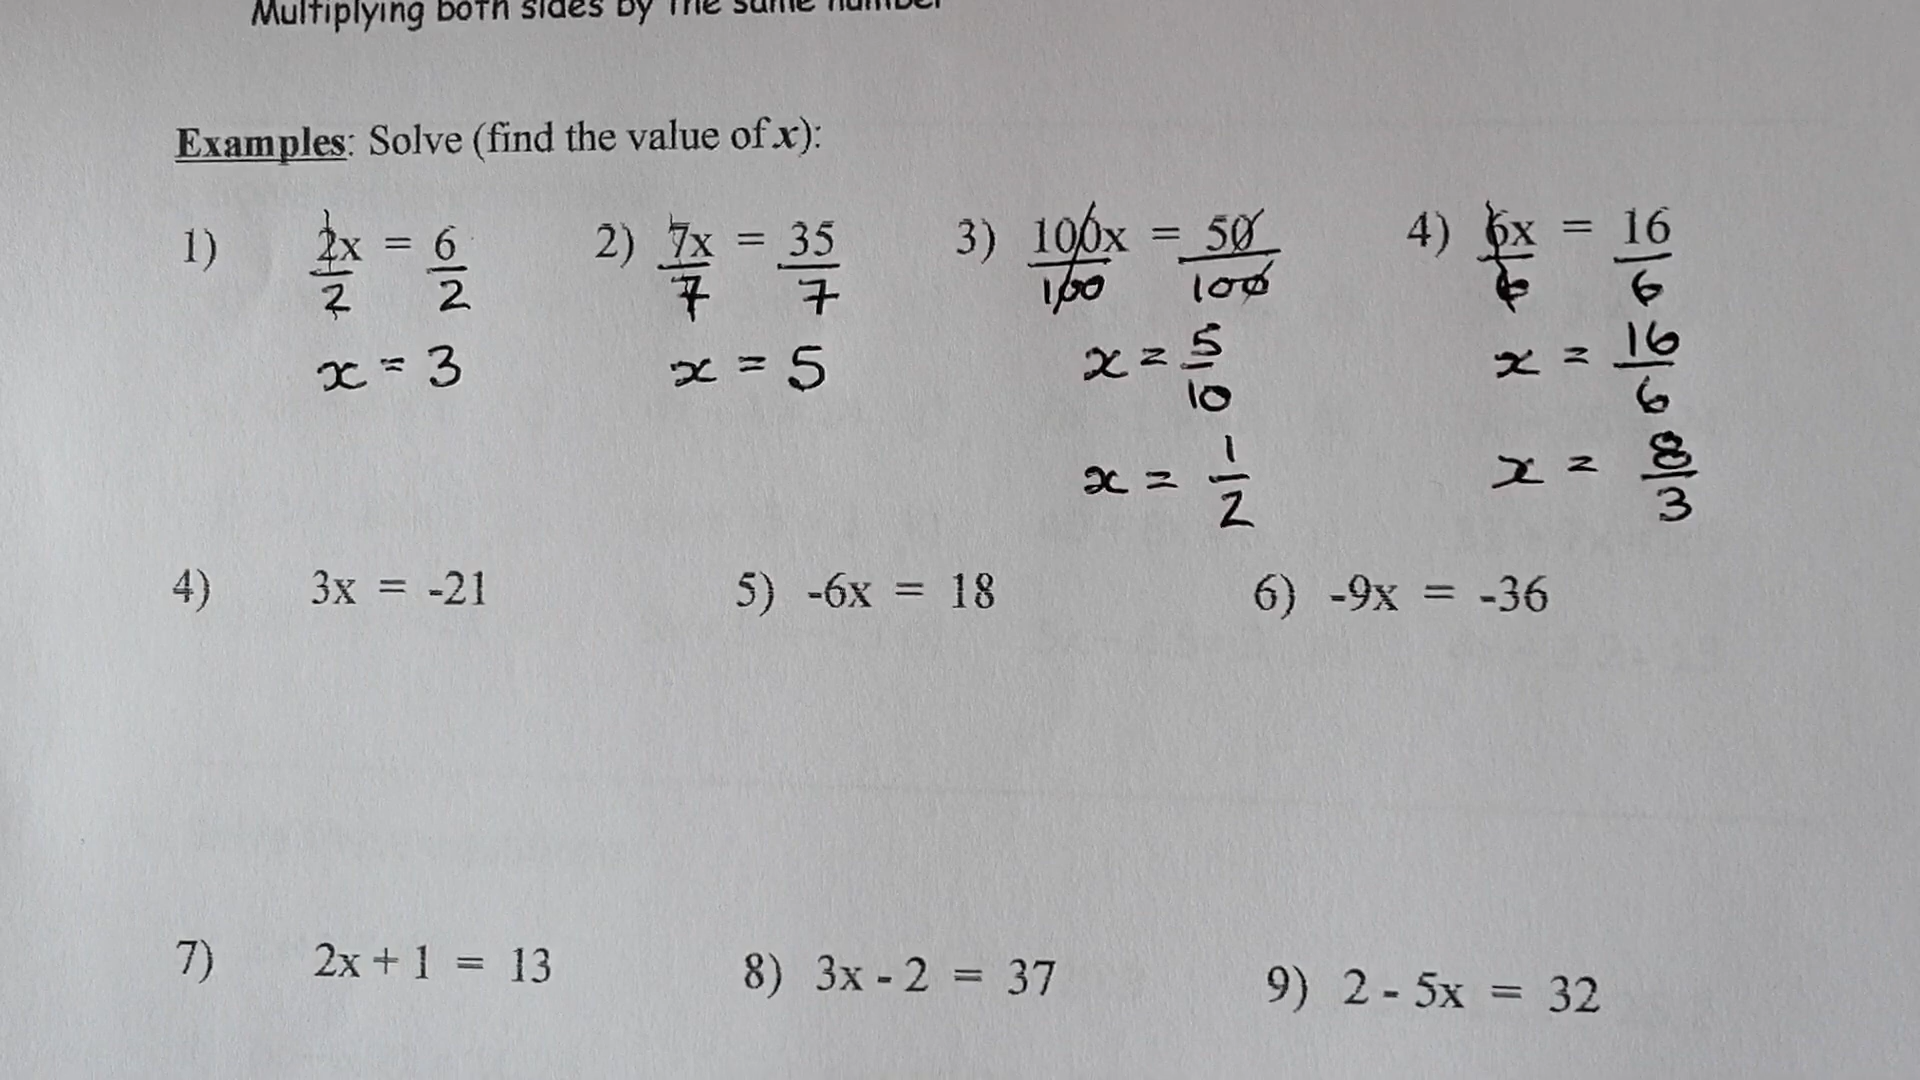 Multiplying both sides by the same number
Examples: Solve (find the value of x):
1) 2x = 6 2) 7x = 35 3) 100x = 50 4) 6x = 16
2 2 7 7 100 100 6 6
x = 3 x = 5 x = 5/10 x = 16/6
x = 1/2 x = 8/3
4) 3x = -21 5) -6x = 18 6) -9x = -36
7) 2x + 1 = 13 8) 3x - 2 = 37 9) 2 - 5x = 32